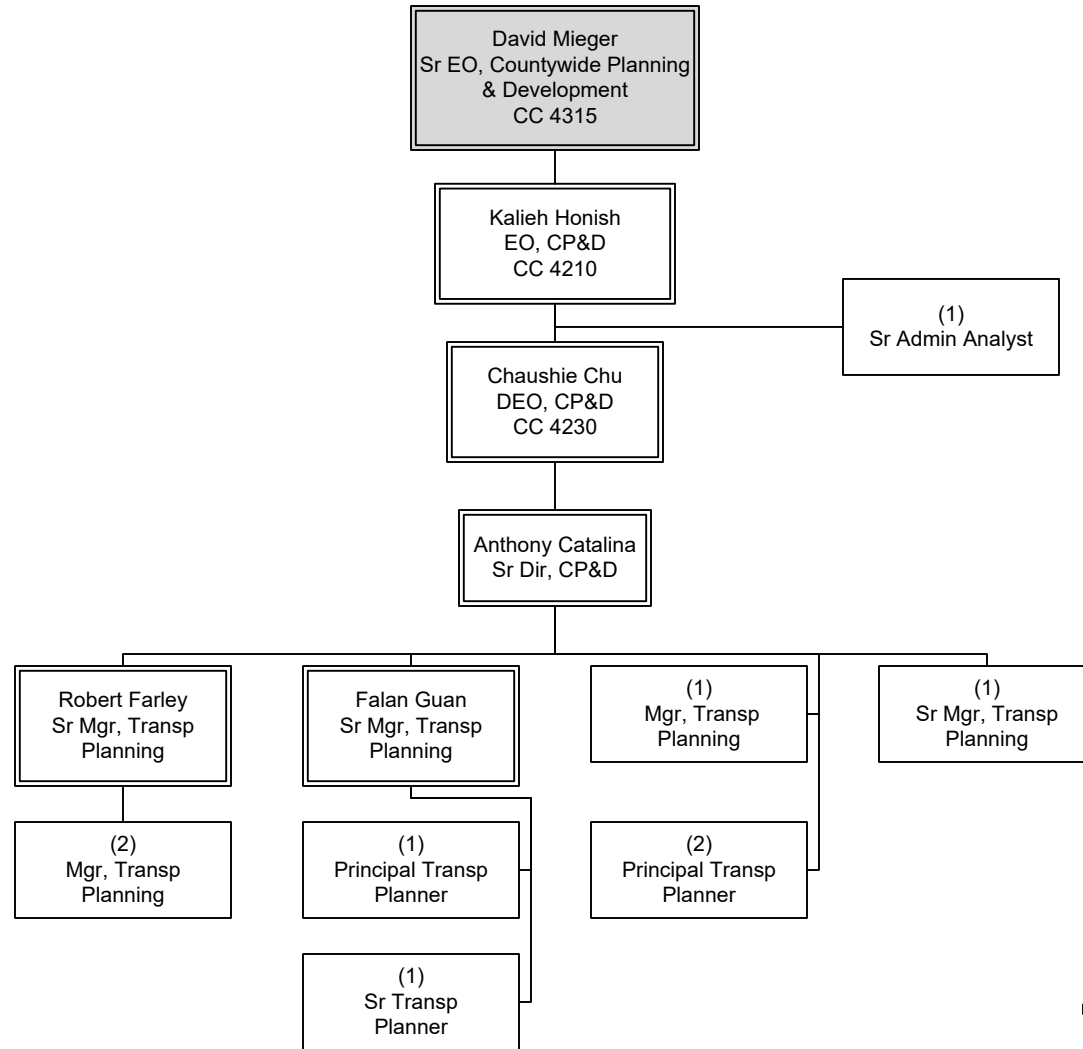 David Mieger
Sr EO, Countywide Planning
& Development
CC 4315
Kalieh Honish
EO, CP&D
CC 4210
(1)
Sr Admin Analyst
Chaushie Chu
DEO, CP&D
CC 4230
Anthony Catalina
Sr Dir, CP&D
Robert Farley
Sr Mgr, Transp
Planning
Falan Guan
Sr Mgr, Transp
Planning
(1)
Mgr, Transp
Planning
(1)
Sr Mgr, Transp
Planning
(2)
Mgr, Transp
Planning
(1)
Principal Transp
Planner
(2)
Principal Transp
Planner
(1)
Sr Transp
Planner